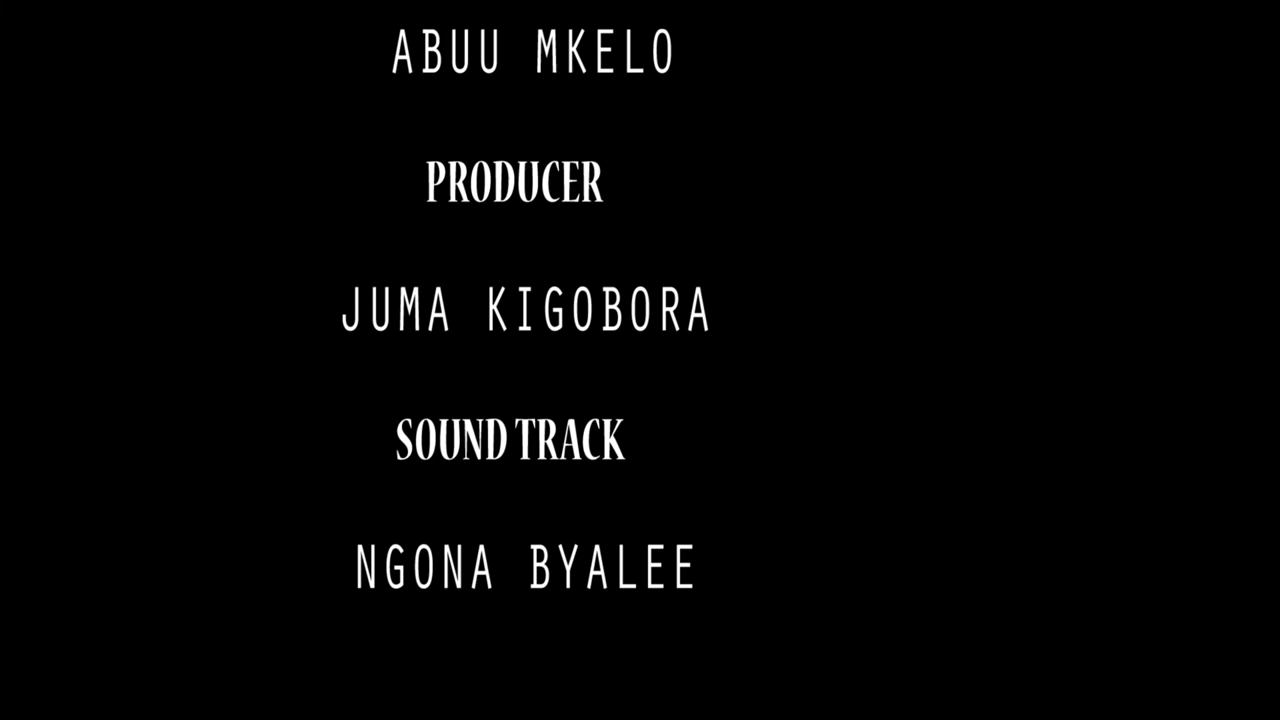 ABUU MKELO
PRODUCER
JUMA KIGOBORA
SOUND TRACK
NGONA BYALEE